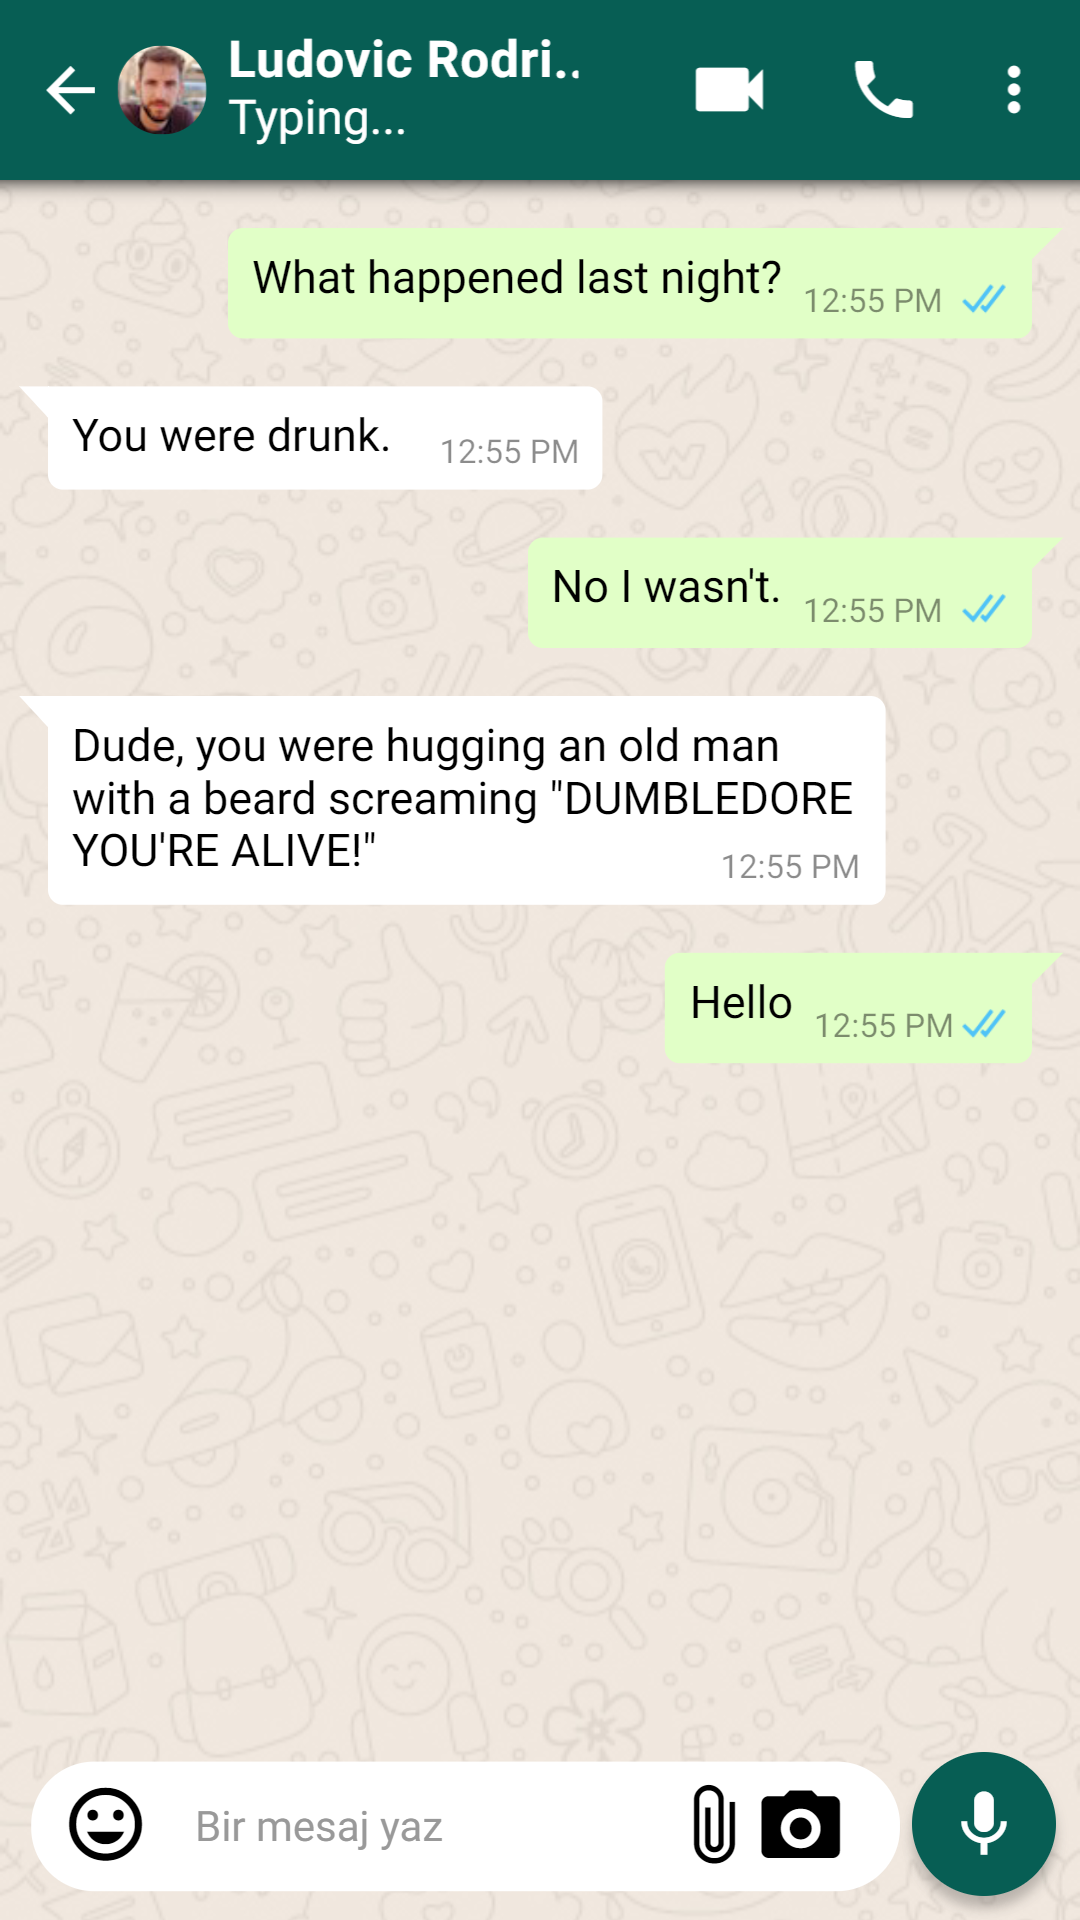 Ludovic Rodri..
Typing...
What happened last night?
12:55 PM
You were drunk.
12:55 PM
No I wasn't.
12:55 PM
Dude, you were hugging an old man
with a beard screaming "DUMBLEDORE
YOU'RE ALIVE!"
12:55 PM
Hello
12:55 PM
Bir mesaj yaz